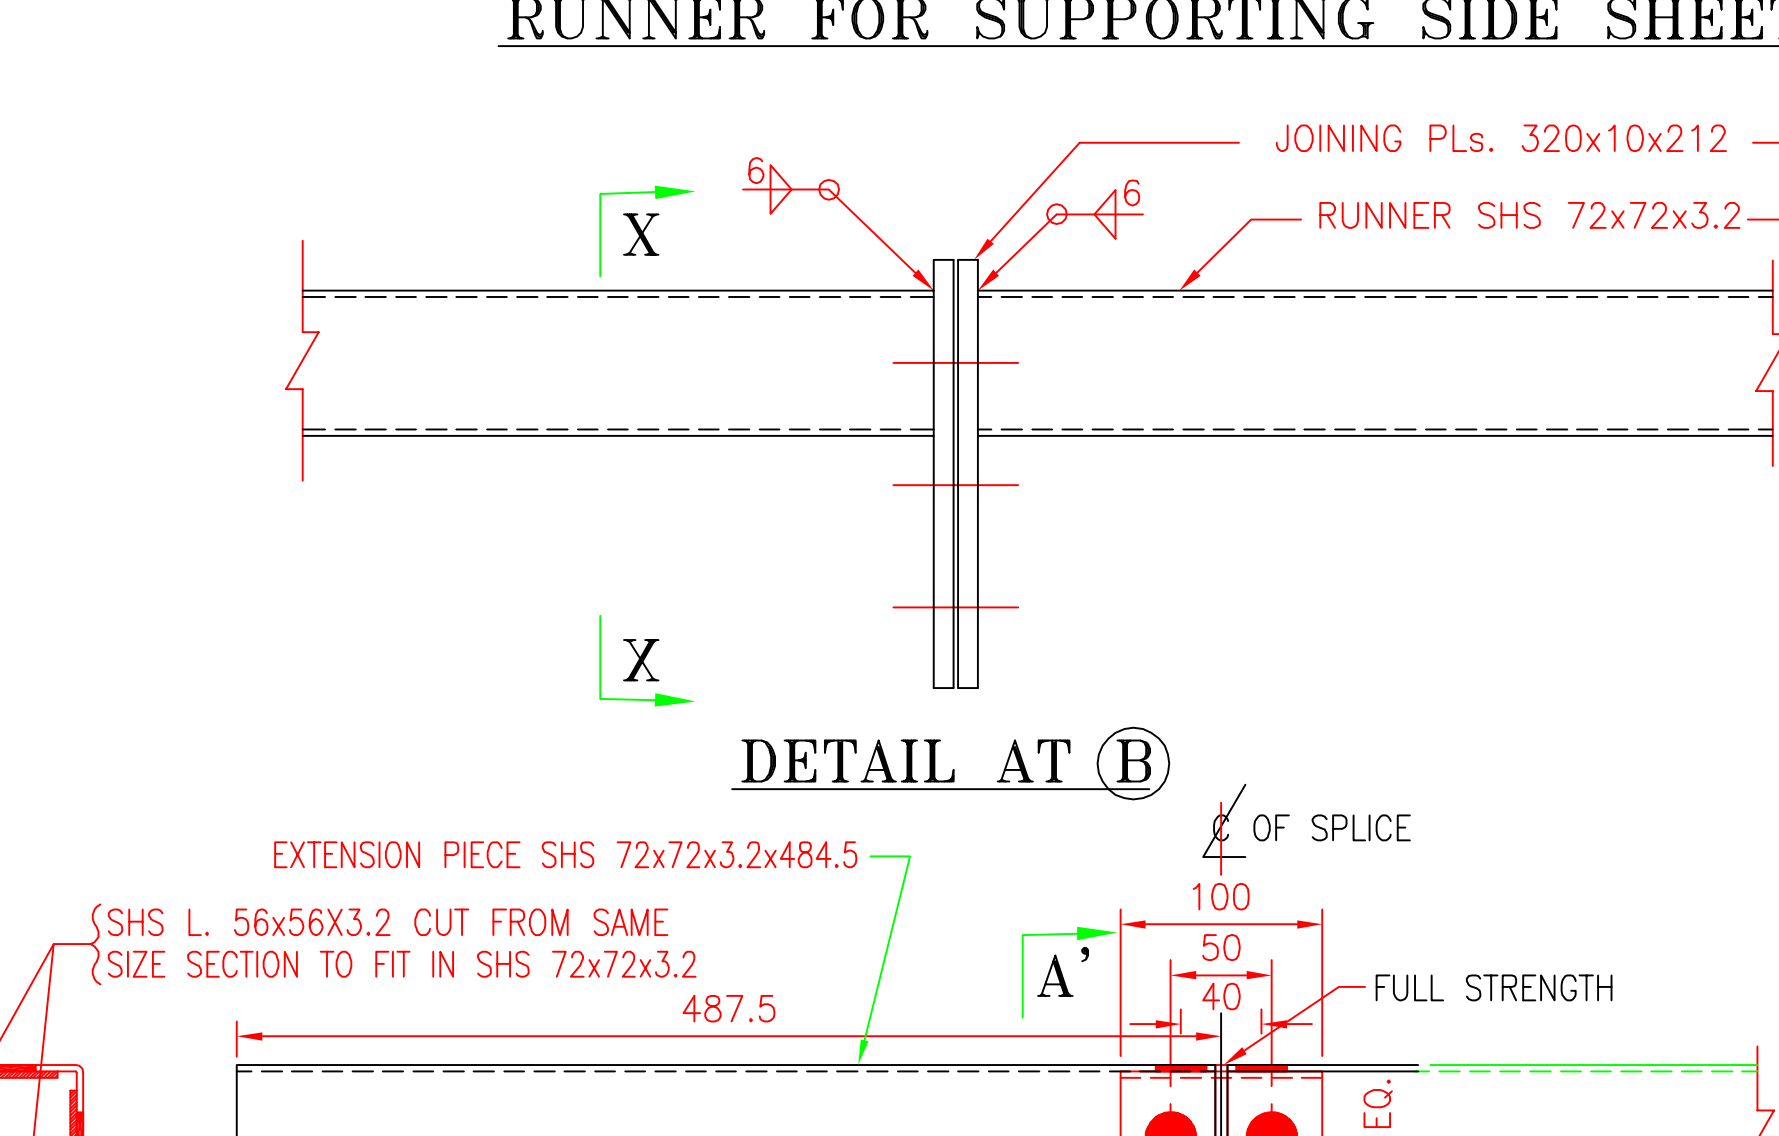 RUNNER FOR SUPPORTING SIDE SHEET
JOINING PLs. 320x10x212
6
6
RUNNER SHS 72x72x3.2
X
X
DETAIL AT B
C OF SPLICE
EXTENSION PIECE SHS 72x72x3.2x484.5
100
SHS L. 56x56X3.2 CUT FROM SAME
SIZE SECTION TO FIT IN SHS 72x72x3.2
A'
50
40
FULL STRENGTH
487.5
EQ.